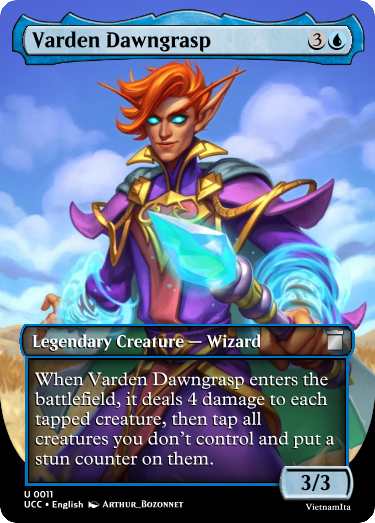 Varden Dawngrasp 3
Legendary Creature — Wizard
When Varden Dawngrasp enters the
battlefield, it deals 4 damage to each
tapped creature, then tap all
creatures you don't control and put a
stun counter on them.
3/3
U 0011
UCC • English Arthur_Bozonnet
VietnamIta